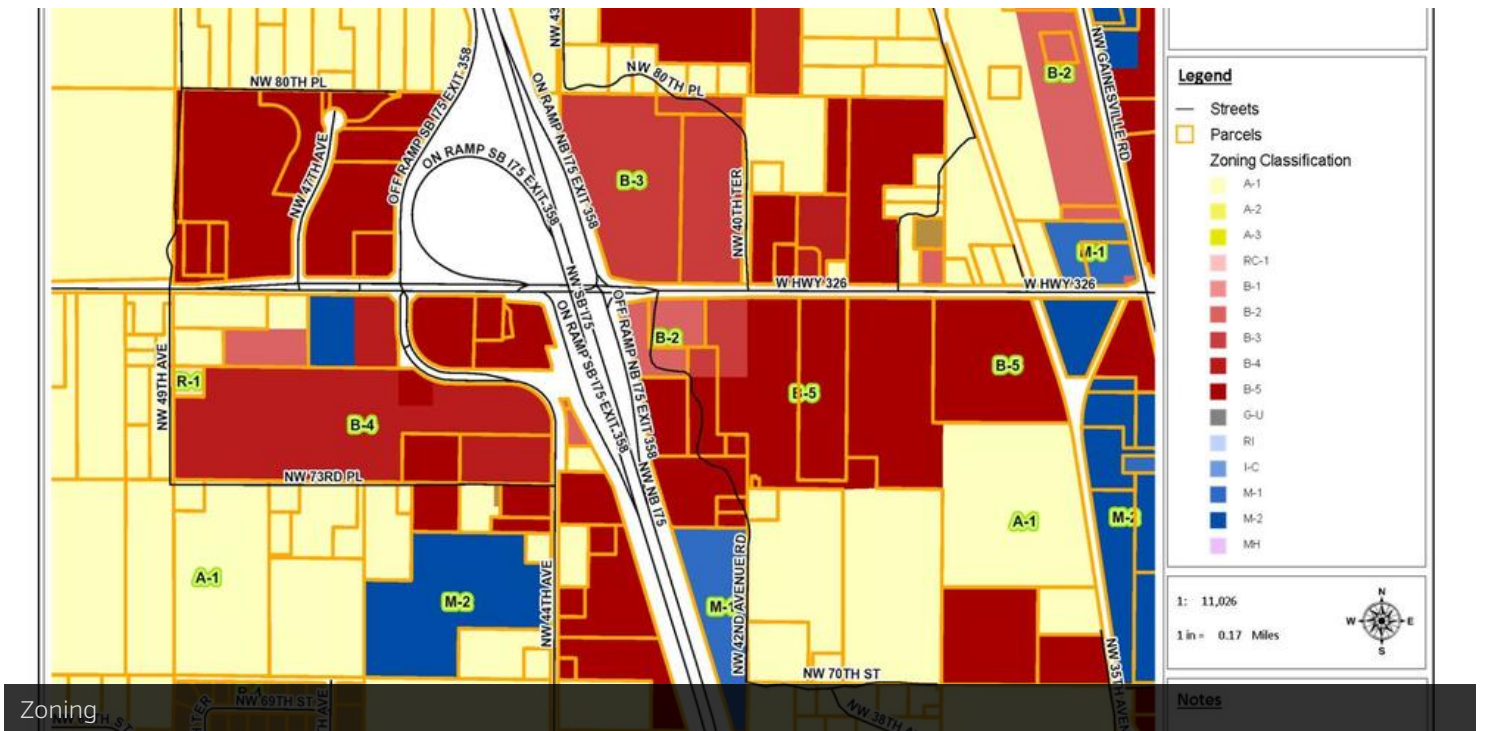 NW 43
NW 80TH PL
NW 80TH PL
B-2
NW GAINESVILLE RD
OFF RAMP SB I75 EXIT 358
ON RAMP NB I75 EXIT 358
ON RAMP SB I75 EXIT 358
NW 47TH AVE
B-3
NW 40TH TER
M-1
W HWY 326
W HWY 326
NW SB I75
ON RAMP SB I75 EXIT 358
OFF RAMP NB I75 EXIT 358
B-2
NW 49TH AVE
R-1
B-5
B-5
B-4
NW 73RD PL
NW NB I75
A-1
M-2
A-1
M-2
NW 44TH AVE
M-1
NW 42ND AVENUE RD
NW 70TH ST
NW 35TH AVEN
NW 69TH ST
NW 38TH A
TER
H AVE
Legend
Streets
Parcels
Zoning Classification
A-1
A-2
A-3
RC-1
B-1
B-2
B-3
B-4
B-5
G-U
RI
I-C
M-1
M-2
MH
1: 11,026
1 in = 0.17 Miles
N
W E
S
Notes
Zoning